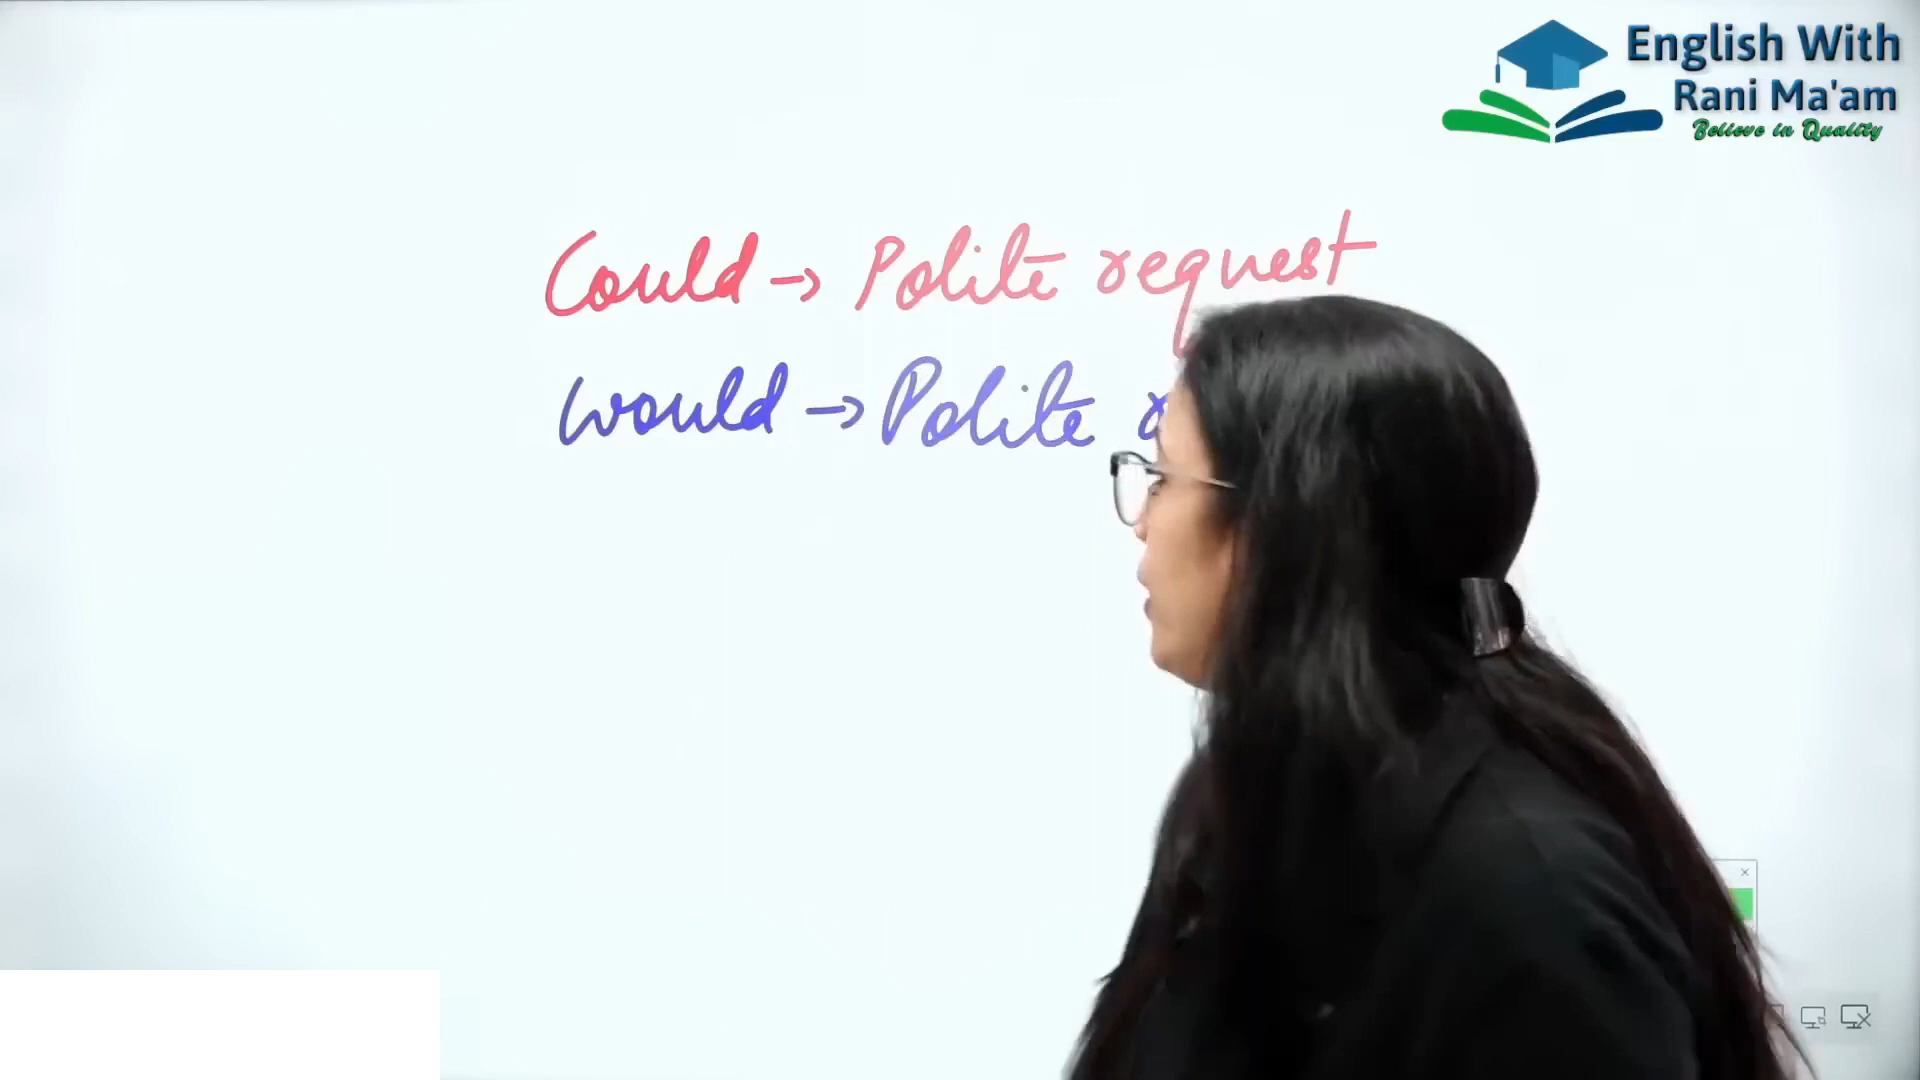 English With
Rani Ma'am
Believe in Quality
Could → Polite request
would → Polite